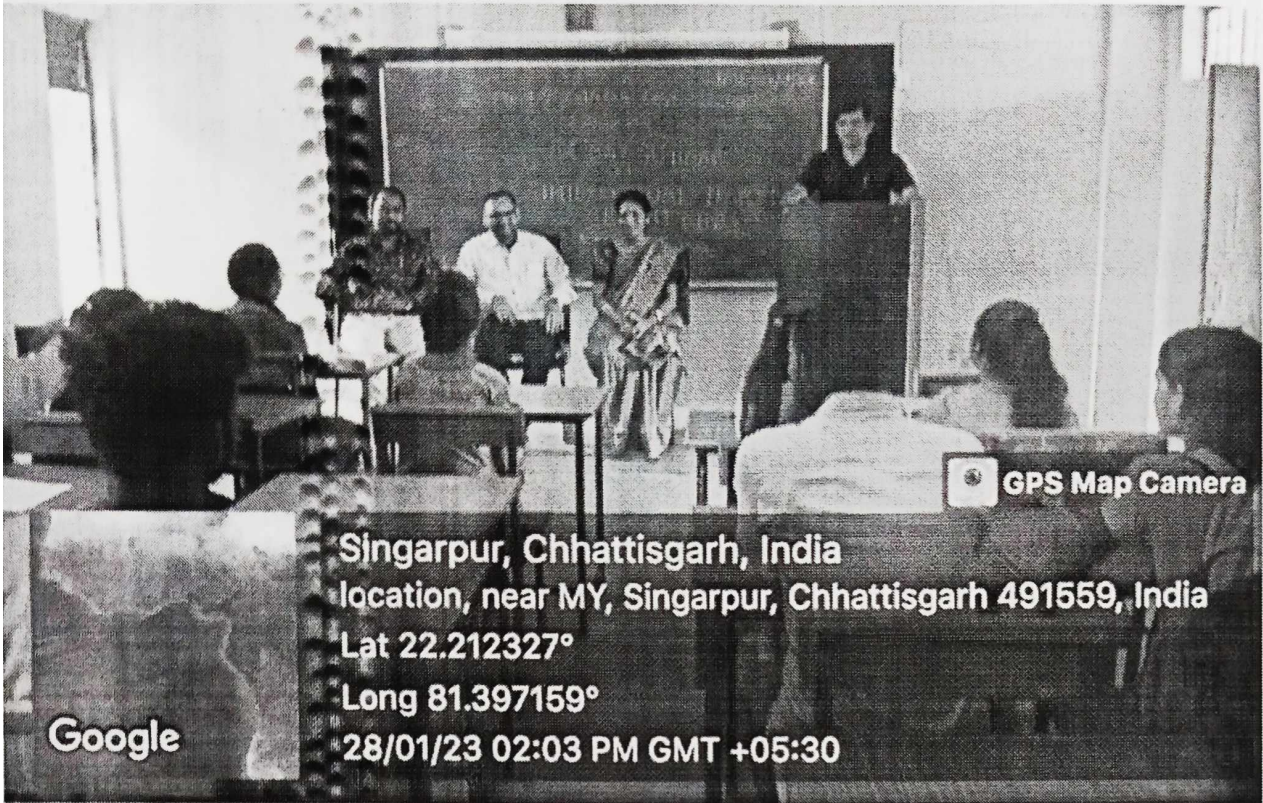 GPS Map Camera
Singarpur, Chhattisgarh, India
location, near MY, Singarpur, Chhattisgarh 491559, India
Lat 22.212327°
Long 81.397159°
28/01/23 02:03 PM GMT +05:30
Google